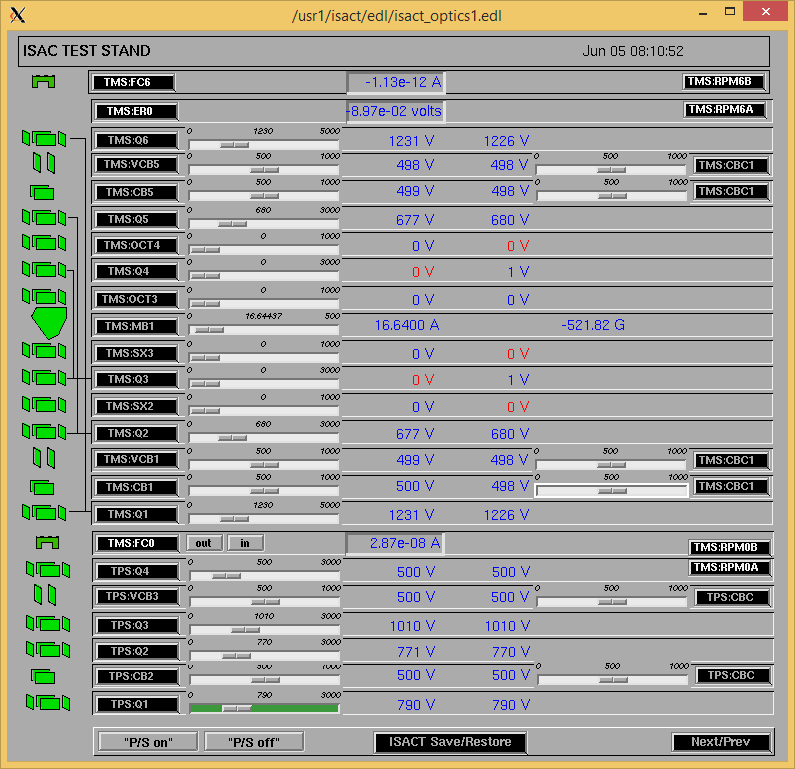 /usr1/isact/edl/isact_optics1.edl
ISAC TEST STAND Jun 05 08:10:52
TMS:FC6 -1.13e-12 A TMS:RPM6B
TMS:ER0 -8.97e-02 volts TMS:RPM6A
0 1230 5000
TMS:Q6 1231 V 1226 V
0 500 1000 0 500 1000
TMS:VCB5 498 V 498 V TMS:CBC1
0 500 1000 0 500 1000
TMS:CB5 499 V 498 V TMS:CBC1
0 680 3000
TMS:Q5 677 V 680 V
0 0 1000
TMS:OCT4 0 V 0 V
0 0 3000
TMS:Q4 0 V 1 V
0 0 1000
TMS:OCT3 0 V 0 V
0 16.64437 500
TMS:MB1 16.6400 A -521.82 G
0 0 1000
TMS:SX3 0 V 0 V
0 0 3000
TMS:Q3 0 V 1 V
0 0 1000
TMS:SX2 0 V 0 V
0 680 3000
TMS:Q2 677 V 680 V
0 500 1000 0 500 1000
TMS:VCB1 499 V 498 V TMS:CBC1
0 500 1000 0 500 1000
TMS:CB1 500 V 498 V TMS:CBC1
0 1230 5000
TMS:Q1 1231 V 1226 V
TMS:FC0 out in 2.87e-08 A TMS:RPM0B
0 500 3000
TPS:Q4 500 V 500 V TMS:RPM0A
0 500 1000 0 500 1000
TPS:VCB3 500 V 500 V TPS:CBC
0 1010 3000
TPS:Q3 1010 V 1010 V
0 770 3000
TPS:Q2 771 V 770 V
0 500 1000 0 500 1000
TPS:CB2 500 V 500 V TPS:CBC
0 790 3000
TPS:Q1 790 V 790 V
"P/S on" "P/S off" ISACT Save/Restore Next/Prev